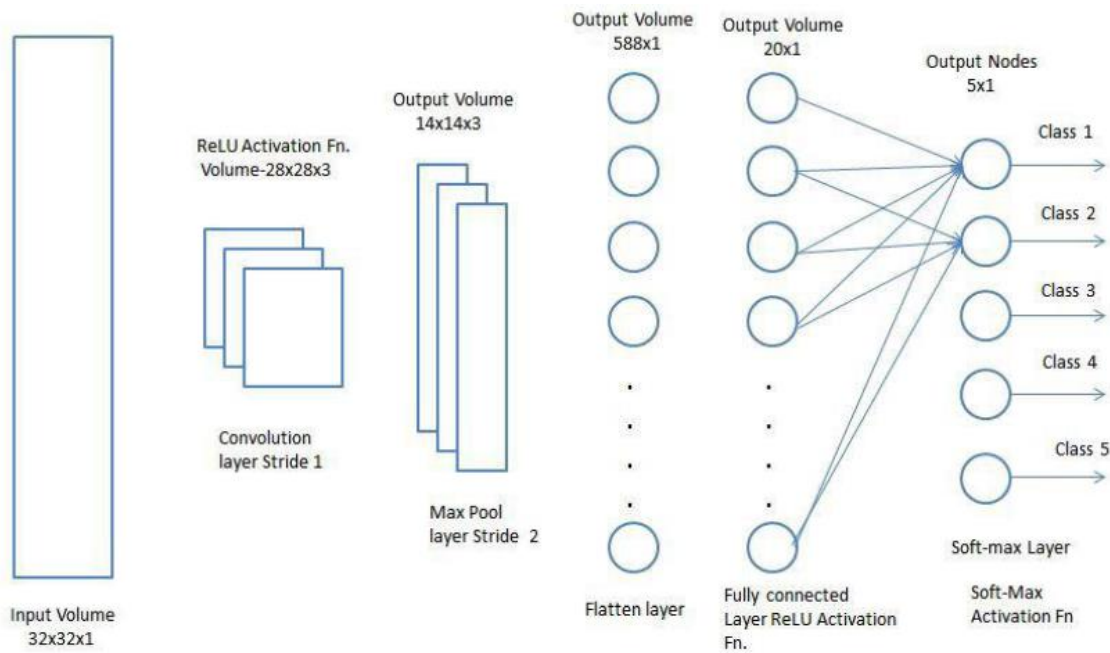 Input Volume
32x32x1
ReLU Activation Fn.
Volume-28x28x3
Convolution
layer Stride 1
Output Volume
14x14x3
Max Pool
layer Stride 2
Output Volume
588x1
.
.
.
.
Flatten layer
Output Volume
20x1
.
.
.
.
Fully connected
Layer ReLU Activation
Fn.
Output Nodes
5x1
Class 1
Class 2
Class 3
Class 4
Class 5
Soft-max Layer
Soft-Max
Activation Fn